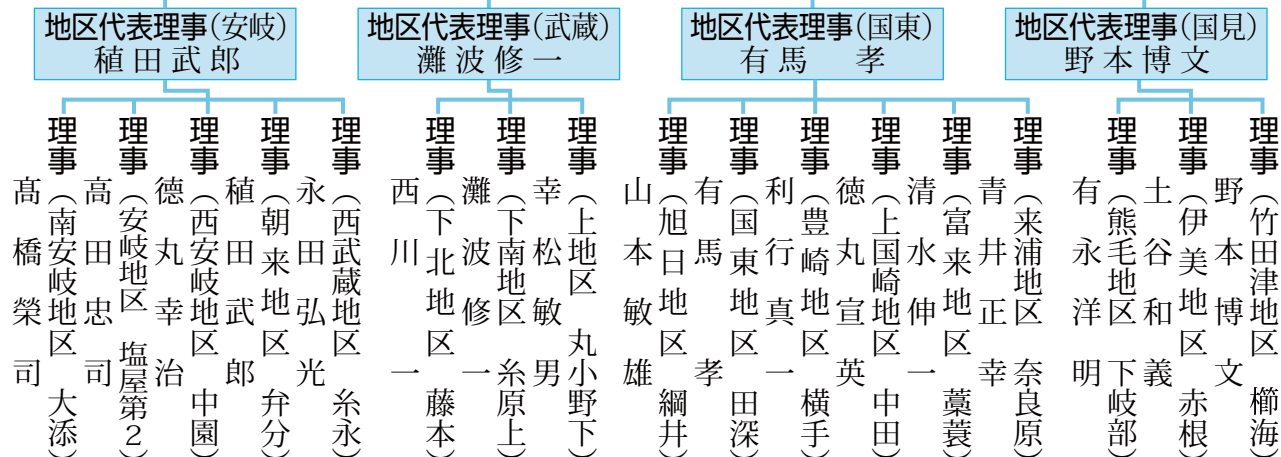 地区代表理事(安岐)
種田武郎
地区代表理事(武蔵)
灘波修一
地区代表理事(国東)
有馬　孝
地区代表理事(国見)
野本博文
理事(竹田津地区　櫛海)
野本博文
理事(伊美地区　赤根)
土谷和義
理事(熊毛地区　下岐部)
有永洋明
理事(来浦地区　奈良原)
青井正幸
理事(富来地区　藁蓑)
清水伸一
理事(上国崎地区　中田)
徳丸宣英
理事(豊崎地区　横手)
利行真一
理事(国東地区　田深)
有馬　孝
理事(旭日地区　綱井)
山本敏雄
理事(上地区　丸小野下)
幸松敏男
理事(下南地区　糸原上)
灘波修一
理事(下北地区　藤本)
西川　一
理事(西武蔵地区　糸永)
永田弘光
理事(朝来地区　弁分)
種田武郎
理事(西安岐地区　中園)
徳丸幸治
理事(安岐地区　塩屋第2)
高田忠司
理事(南安岐地区　大添)
髙橋榮司